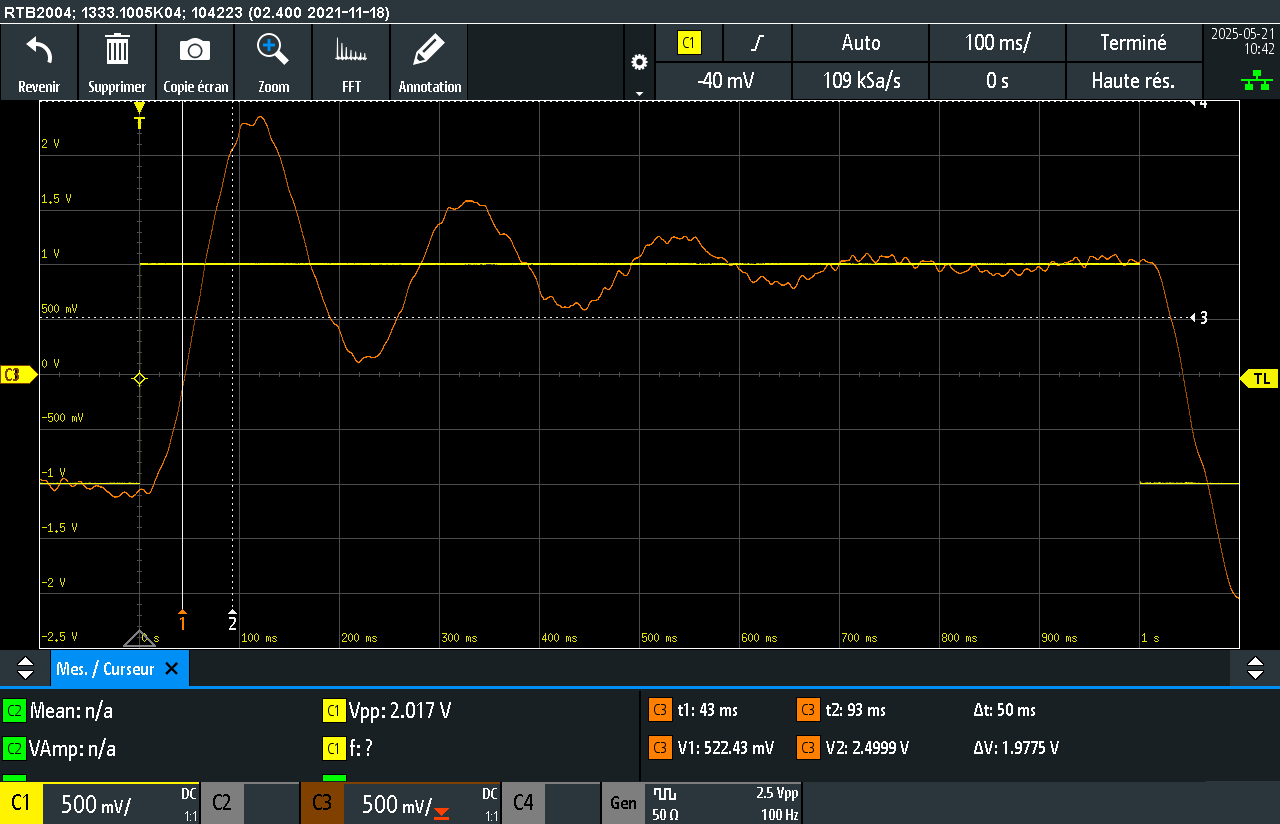 RTB2004; 1333.1005K04; 104223 (02.400 2021-11-18)
Revenir
Supprimer
Copie écran
Zoom
FFT
Annotation
C1
Auto
100 ms/
Terminé
-40 mV
109 kSa/s
0 s
Haute rés.
2025-05-21
10:42
T
4
2 V
1.5 V
1 V
500 mV
3
0 V
C3
TL
-500 mV
-1 V
-1.5 V
-2 V
-2.5 V
1
2
0 s
100 ms
200 ms
300 ms
400 ms
500 ms
600 ms
700 ms
800 ms
900 ms
1 s
Mes. / Curseur
C2 Mean: n/a
C1 Vpp: 2.017 V
C3 t1: 43 ms
C3 t2: 93 ms
Δt: 50 ms
C2 VAmp: n/a
C1 f: ?
C3 V1: 522.43 mV
C3 V2: 2.4999 V
ΔV: 1.9775 V
C1 500 mV/ DC 1:1
C2
C3 500 mV/ DC 1:1
C4
Gen
2.5 Vpp
50 Ω
100 Hz